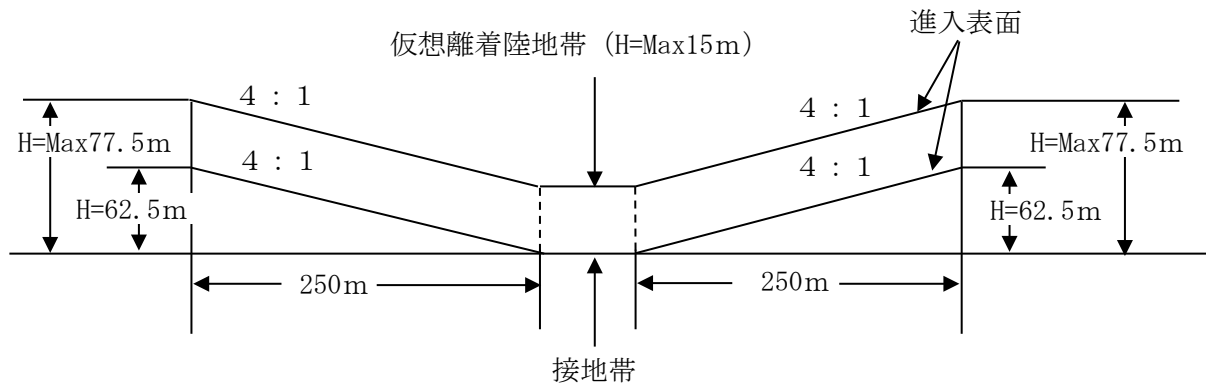 進入表面
仮想離着陸地帯 (H=Max15ｍ)
４：１
４：１
H=Max77.5ｍ
H=Max77.5ｍ
４：１
４：１
H=62.5ｍ
H=62.5ｍ
250ｍ
250ｍ
接地帯